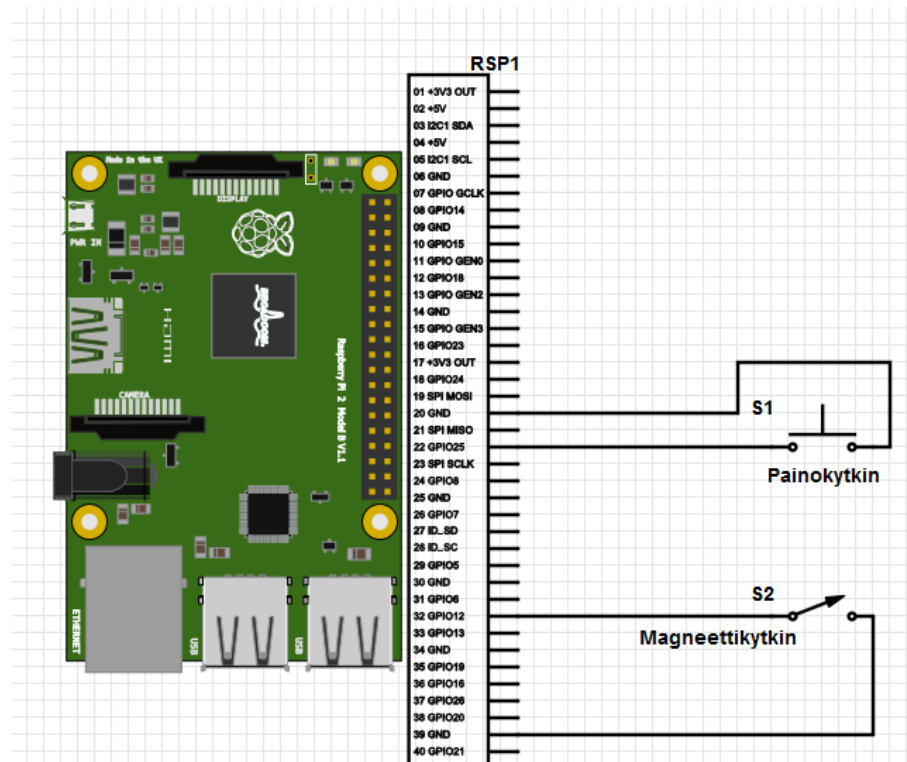 RSP1
01 +3V3 OUT
02 +5V
03 I2C1 SDA
04 +5V
05 I2C1 SCL
06 GND
07 GPIO GCLK
08 GPIO14
09 GND
10 GPIO15
11 GPIO GEN0
12 GPIO18
13 GPIO GEN2
14 GND
15 GPIO GEN3
16 GPIO23
17 +3V3 OUT
18 GPIO24
19 SPI MOSI
20 GND
21 SPI MISO
22 GPIO25
23 SPI SCLK
24 GPIO8
25 GND
26 GPIO7
27 ID_SD
28 ID_SC
29 GPIO5
30 GND
31 GPIO6
32 GPIO12
33 GPIO13
34 GND
35 GPIO19
36 GPIO16
37 GPIO26
38 GPIO20
39 GND
40 GPIO21
Made in the UK
DISPLAY
PWR IN
HDMI
Raspberry Pi 2 Model B V1.1
CAMERA
ETHERNET
USB
USB
S1
Painokytkin
S2
Magneettikytkin